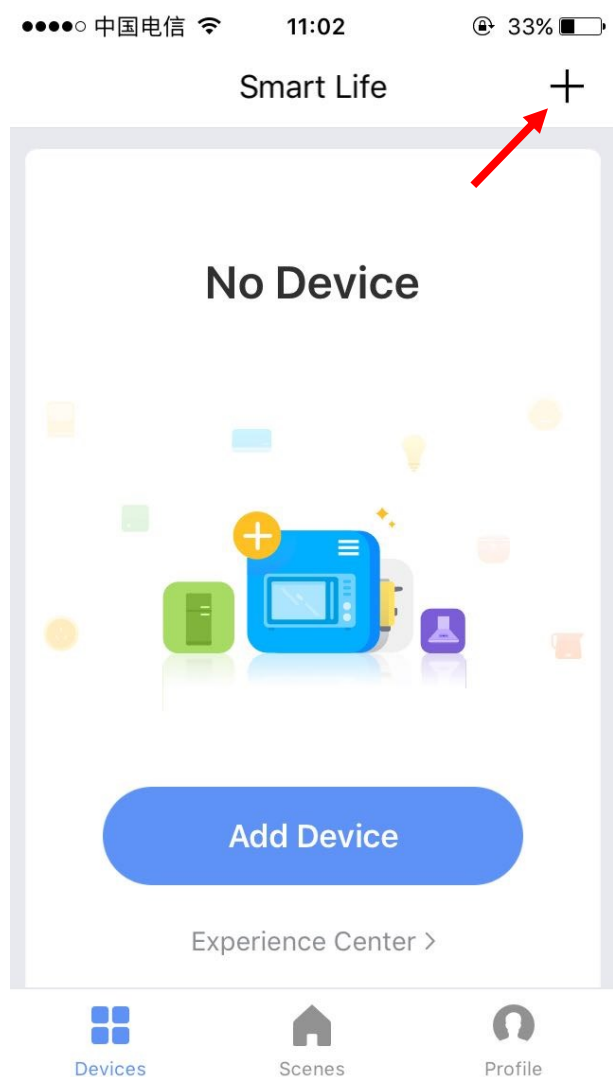 中国电信 11:02 33%
Smart Life
No Device
Add Device
Experience Center >
Devices Scenes Profile